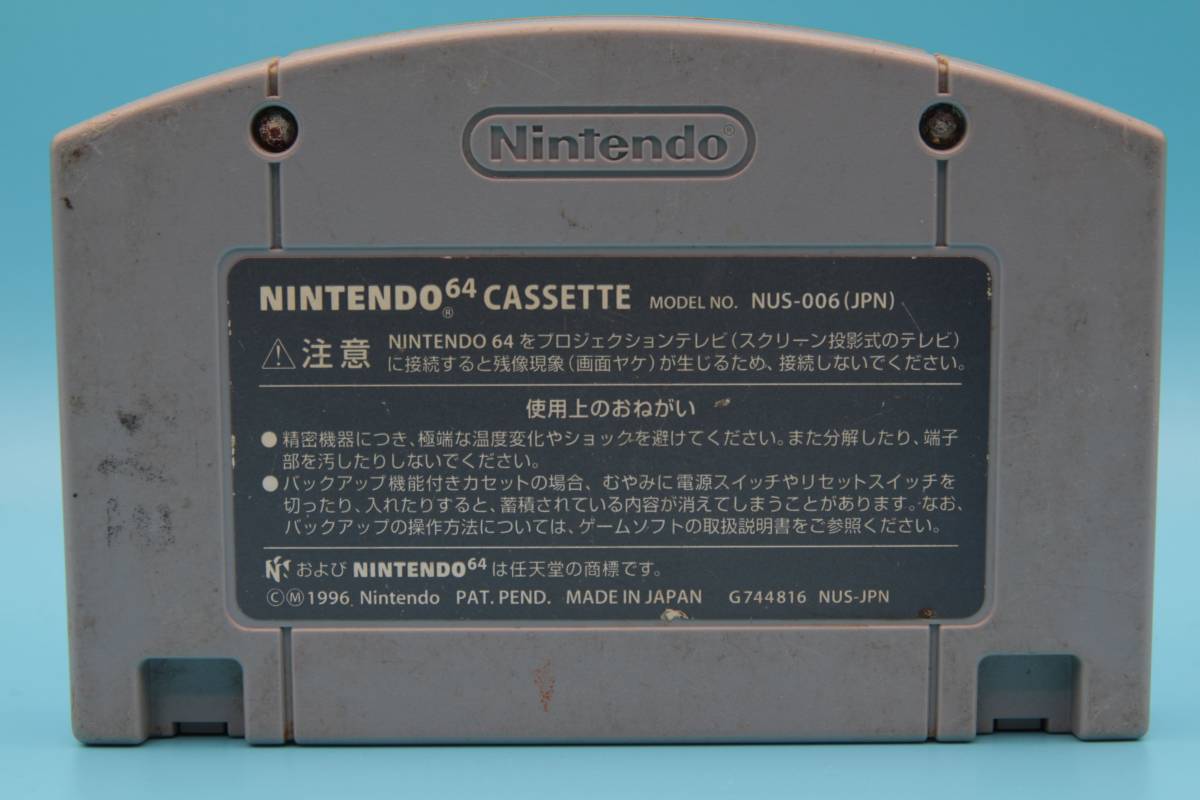 Nintendo®
NINTENDO64® CASSETTE MODEL NO. NUS-006(JPN)
⚠注意 NINTENDO 64 をプロジェクションテレビ(スクリーン投影式のテレビ)
に接続すると残像現象(画面ヤケ)が生じるため、接続しないでください。
使用上のおねがい
●精密機器につき、極端な温度変化やショックを避けてください。また分解したり、端子
部を汚したりしないでください。
●バックアップ機能付きカセットの場合、むやみに電源スイッチやリセットスイッチを
切ったり、入れたりすると、蓄積されている内容が消えてしまうことがあります。なお、
バックアップの操作方法については、ゲームソフトの取扱説明書をご参照ください。
N および NINTENDO64 は任天堂の商標です。
ⒸⓂ1996 Nintendo PAT. PEND. MADE IN JAPAN G744816 NUS-JPN